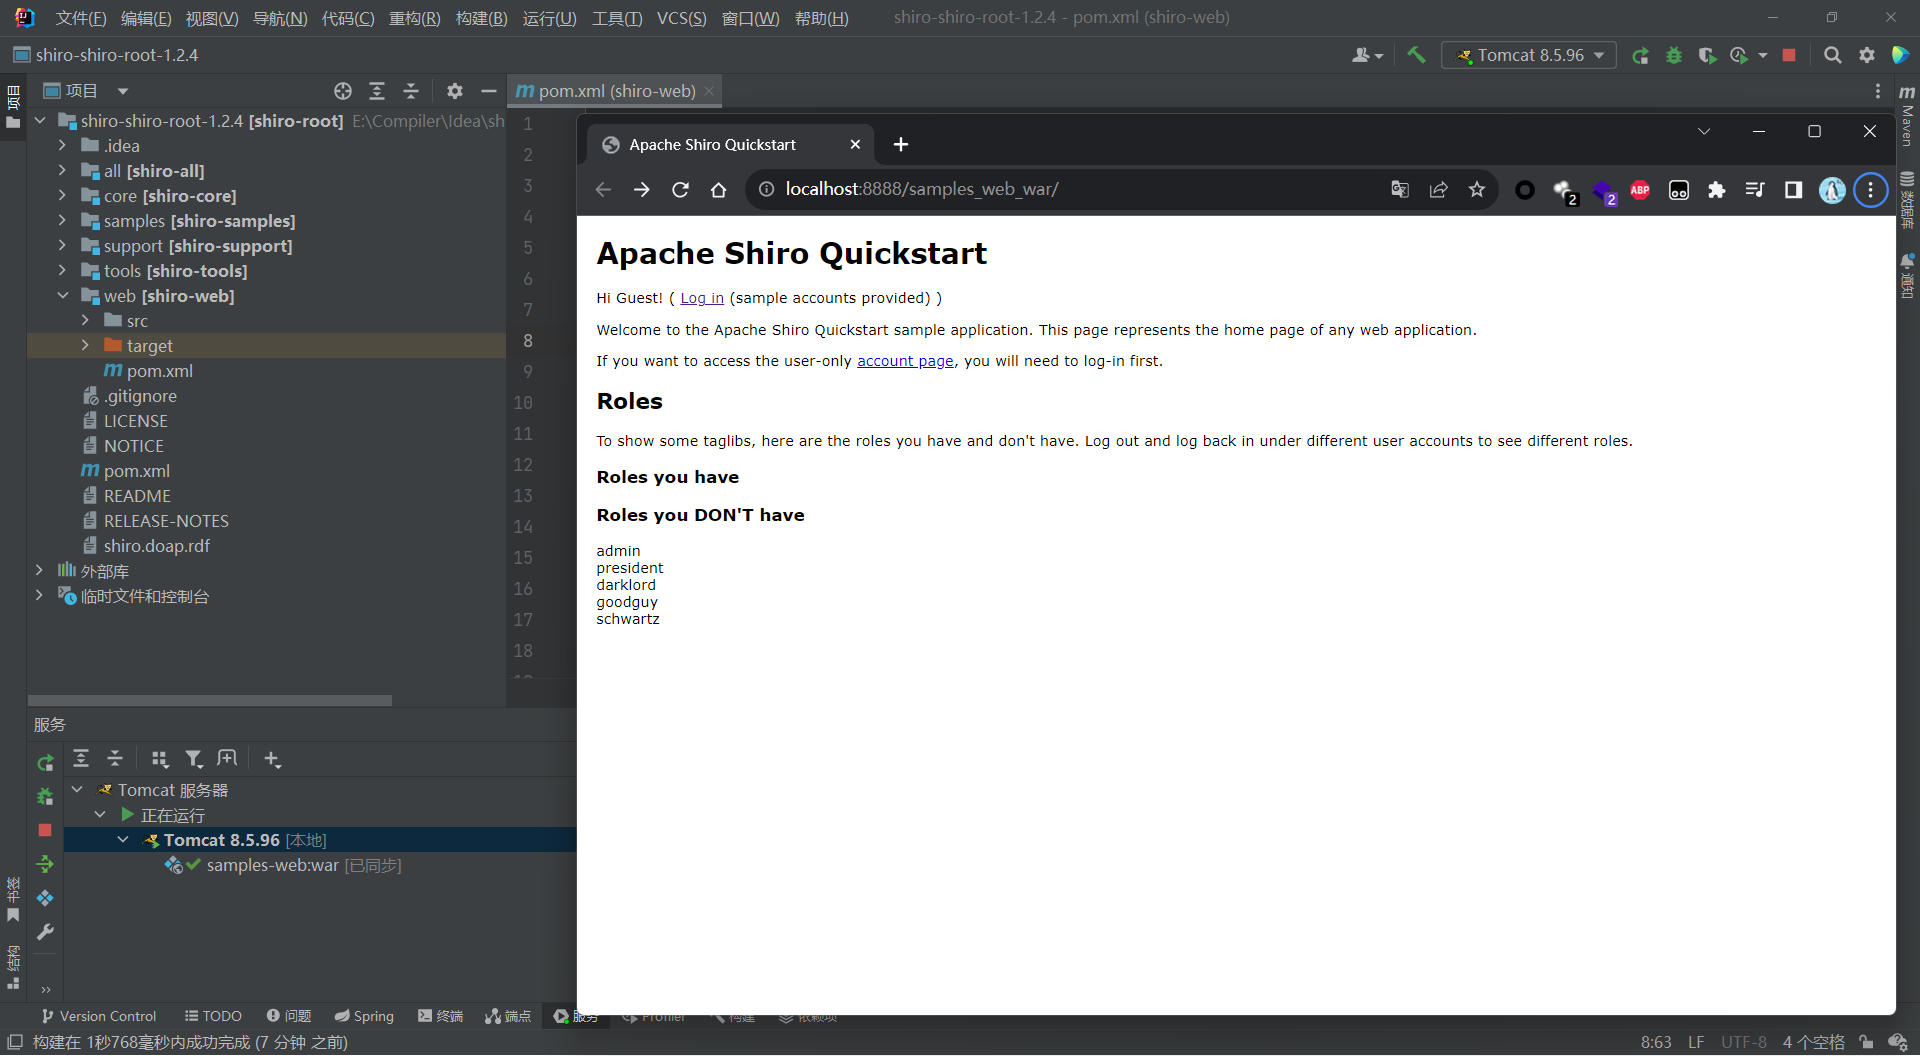 文件(F) 编辑(E) 视图(V) 导航(N) 代码(C) 重构(R) 构建(B) 运行(U) 工具(T) VCS(S) 窗口(W) 帮助(H) shiro-shiro-root-1.2.4 - pom.xml (shiro-web)
shiro-shiro-root-1.2.4
Tomcat 8.5.96
项目
项目
pom.xml (shiro-web)
shiro-shiro-root-1.2.4 [shiro-root] E:\Compiler\Idea\sh
.idea
all [shiro-all]
core [shiro-core]
samples [shiro-samples]
support [shiro-support]
tools [shiro-tools]
web [shiro-web]
src
target
pom.xml
.gitignore
LICENSE
NOTICE
pom.xml
README
RELEASE-NOTES
shiro.doap.rdf
外部库
临时文件和控制台
1
2
3
4
5
6
7
8
9
10
11
12
13
14
15
16
17
18
Apache Shiro Quickstart
localhost:8888/samples_web_war/
2
2
ABP
Apache Shiro Quickstart
Hi Guest! ( Log in (sample accounts provided) )
Welcome to the Apache Shiro Quickstart sample application. This page represents the home page of any web application.
If you want to access the user-only account page, you will need to log-in first.
Roles
To show some taglibs, here are the roles you have and don't have. Log out and log back in under different user accounts to see different roles.
Roles you have
Roles you DON'T have
admin
president
darklord
goodguy
schwartz
Maven
数据库
通知
服务
Tomcat 服务器
正在运行
Tomcat 8.5.96 [本地]
samples-web:war [已同步]
书签
结构
Version Control TODO 问题 Spring 终端 端点 服务 Profiler 构建 依赖项
构建在 1秒768毫秒内成功完成 (7 分钟 之前)
8:63 LF UTF-8 4 个空格